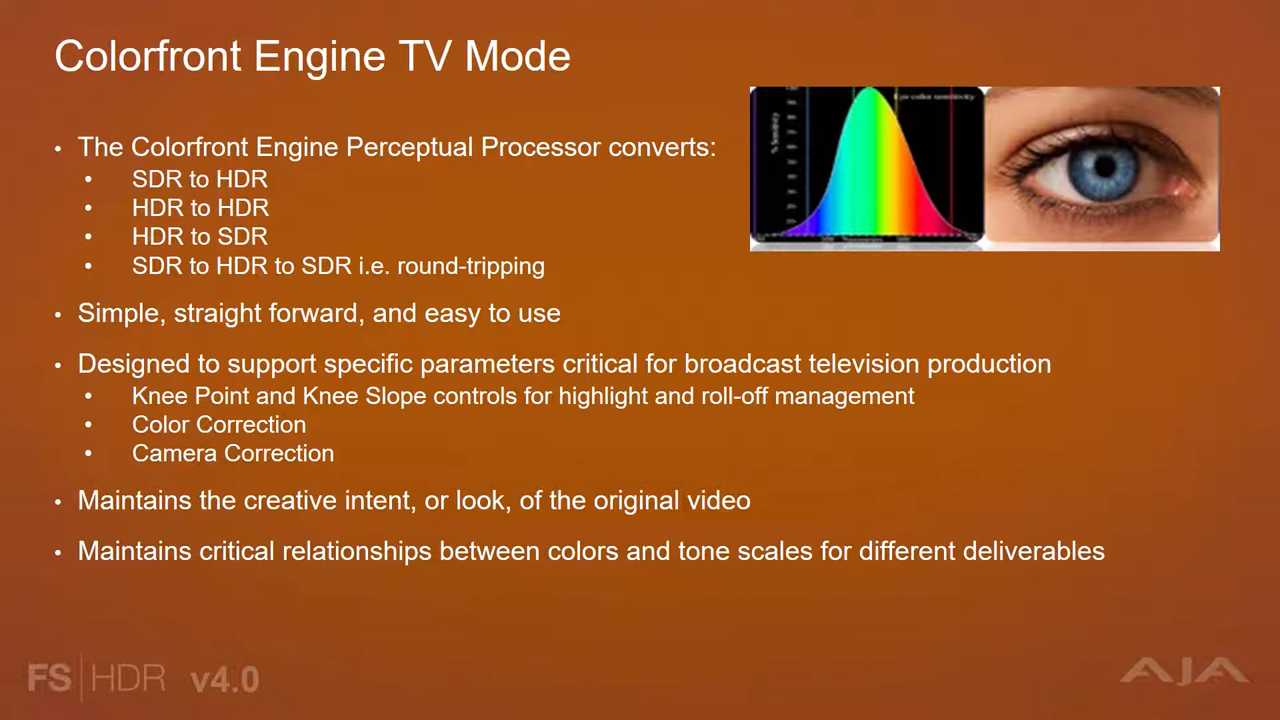 Colorfront Engine TV Mode
Eye color sensitivity
% Sensitivity
• The Colorfront Engine Perceptual Processor converts:
• SDR to HDR
• HDR to HDR
• HDR to SDR
• SDR to HDR to SDR i.e. round-tripping
• Simple, straight forward, and easy to use
• Designed to support specific parameters critical for broadcast television production
• Knee Point and Knee Slope controls for highlight and roll-off management
• Color Correction
• Camera Correction
• Maintains the creative intent, or look, of the original video
• Maintains critical relationships between colors and tone scales for different deliverables
FS|HDR v4.0
AJA